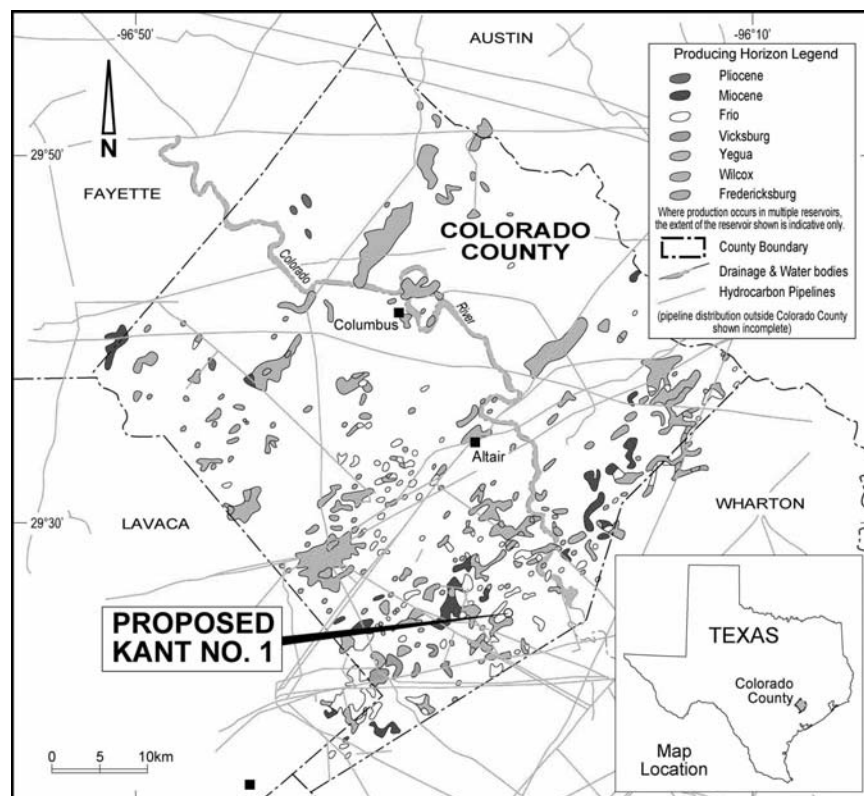 -96°50'
-96°10'
AUSTIN
Producing Horizon Legend
Pliocene
Miocene
Frio
Vicksburg
Yegua
Wilcox
Fredericksburg
Where production occurs in multiple reservoirs,
the extent of the reservoir shown is indicative only.
County Boundary
Drainage & Water bodies
Hydrocarbon Pipelines
(pipeline distribution outside Colorado County
shown incomplete)
N
29°50'
FAYETTE
COLORADO
COUNTY
Colorado
River
Columbus
Altair
WHARTON
29°30'
LAVACA
PROPOSED
KANT NO. 1
TEXAS
Colorado
County
Map
Location
0
10km